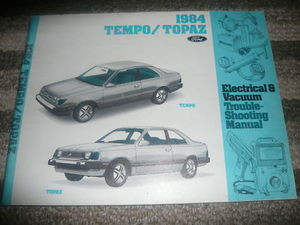 1984
TEMPO/TOPAZ
Ford
Electrical &
Vacuum
Trouble-
Shooting
Manual
TEMPO
TOPAZ